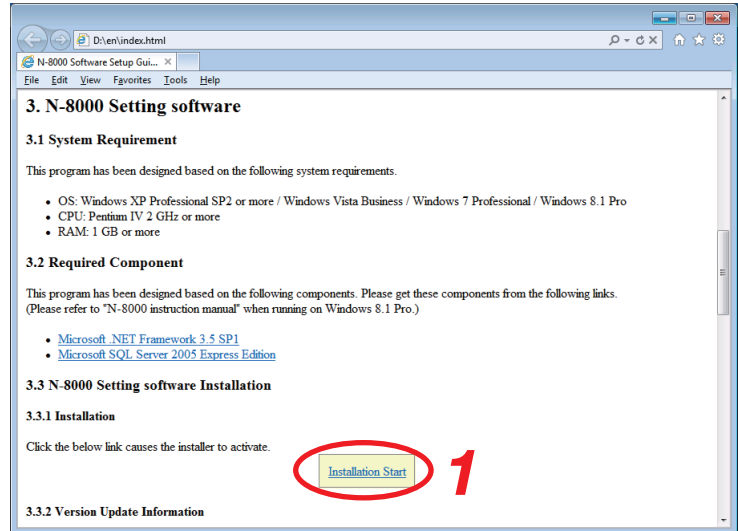 D:\en\index.html
N-8000 Software Setup Gui...
File Edit View Favorites Tools Help
3. N-8000 Setting software
3.1 System Requirement
This program has been designed based on the following system requirements.
OS: Windows XP Professional SP2 or more / Windows Vista Business / Windows 7 Professional / Windows 8.1 Pro
CPU: Pentium IV 2 GHz or more
RAM: 1 GB or more
3.2 Required Component
This program has been designed based on the following components. Please get these components from the following links.
(Please refer to "N-8000 instruction manual" when running on Windows 8.1 Pro.)
Microsoft .NET Framework 3.5 SP1
Microsoft SQL Server 2005 Express Edition
3.3 N-8000 Setting software Installation
3.3.1 Installation
Click the below link causes the installer to activate.
Installation Start
1
3.3.2 Version Update Information